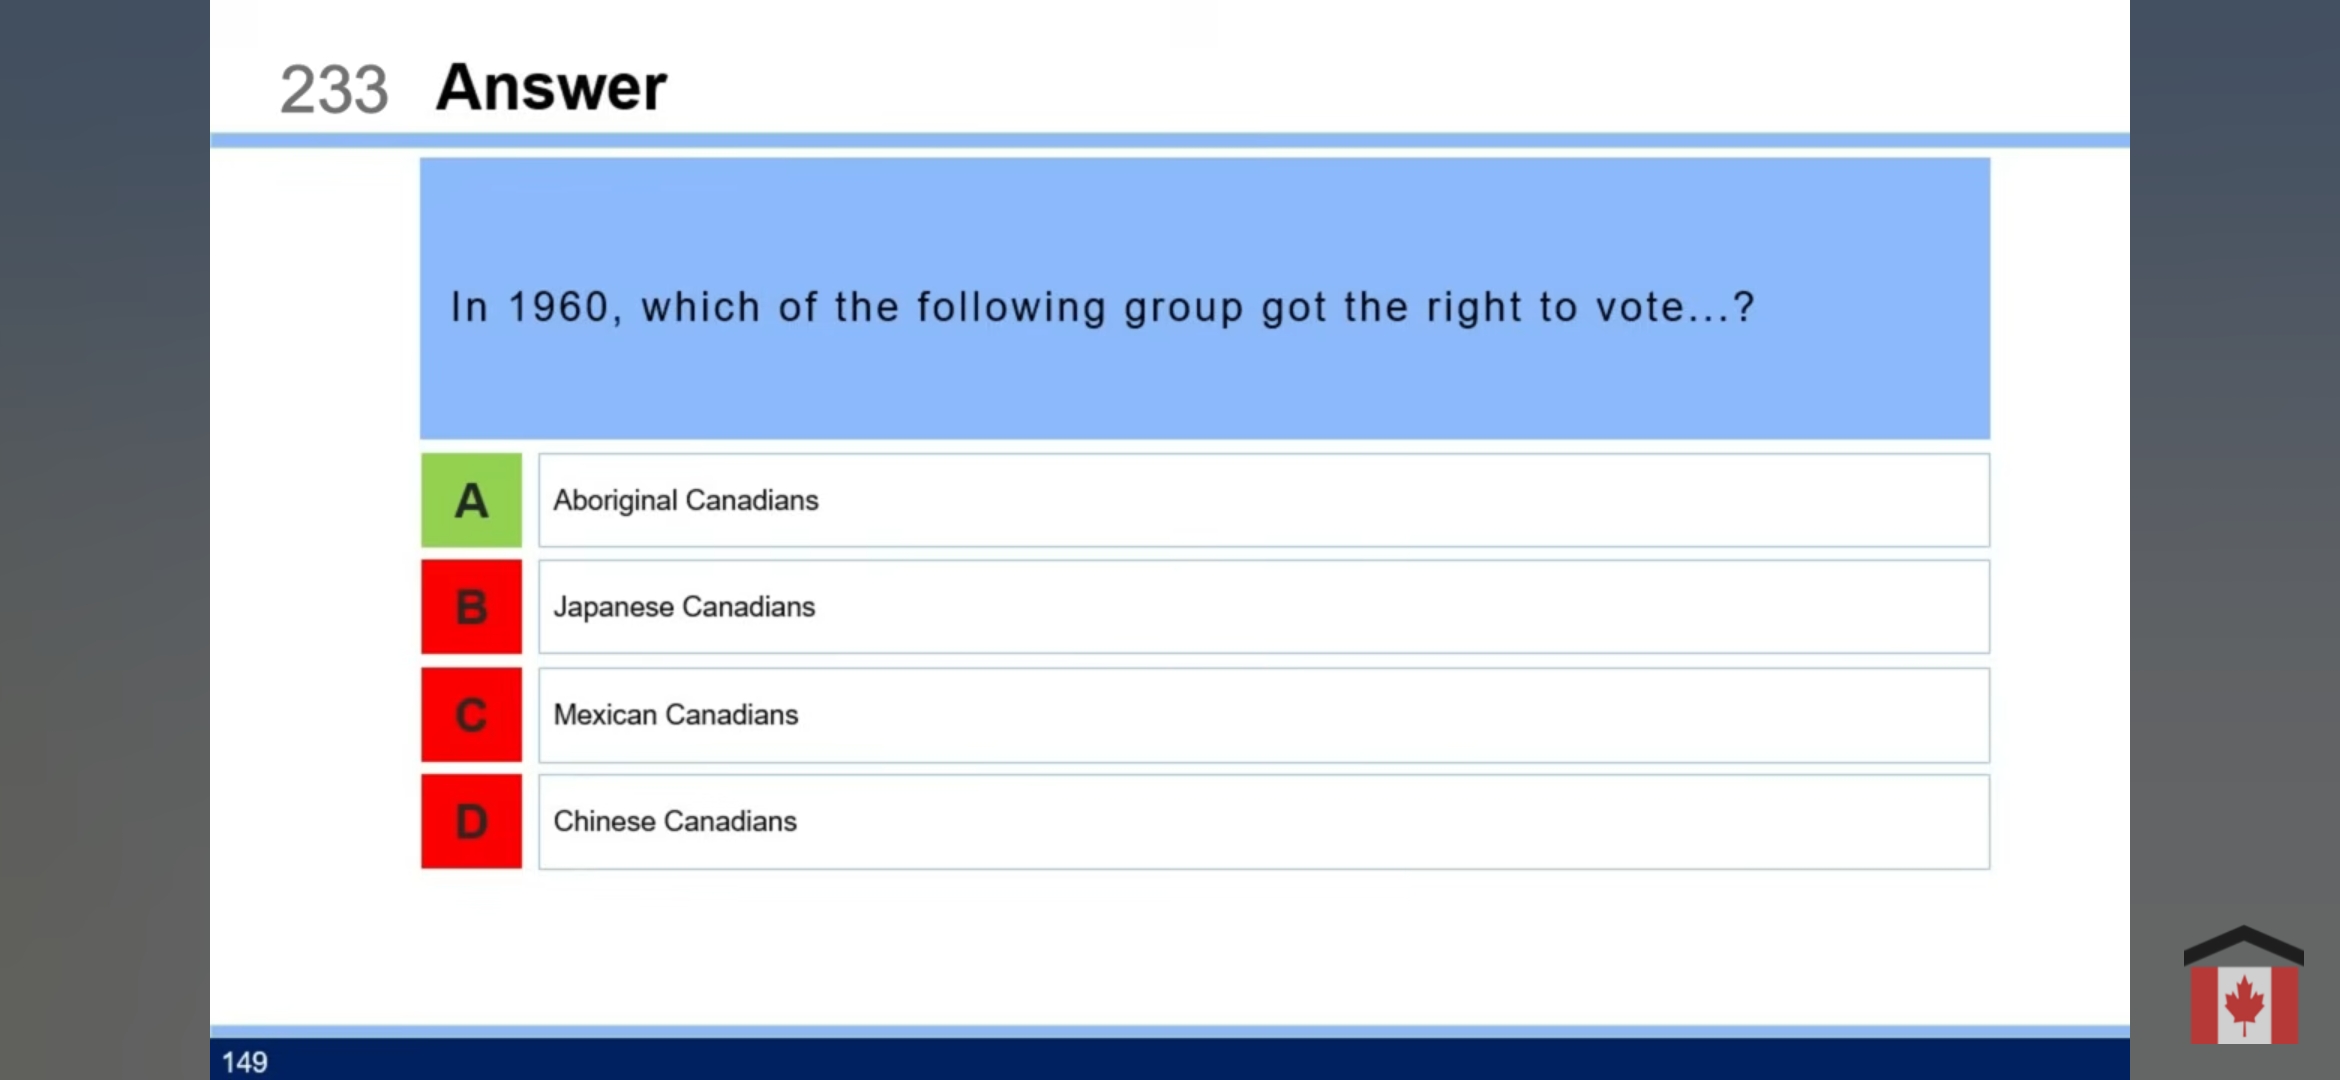 233 Answer
In 1960, which of the following group got the right to vote...?
A Aboriginal Canadians
B Japanese Canadians
C Mexican Canadians
D Chinese Canadians
149